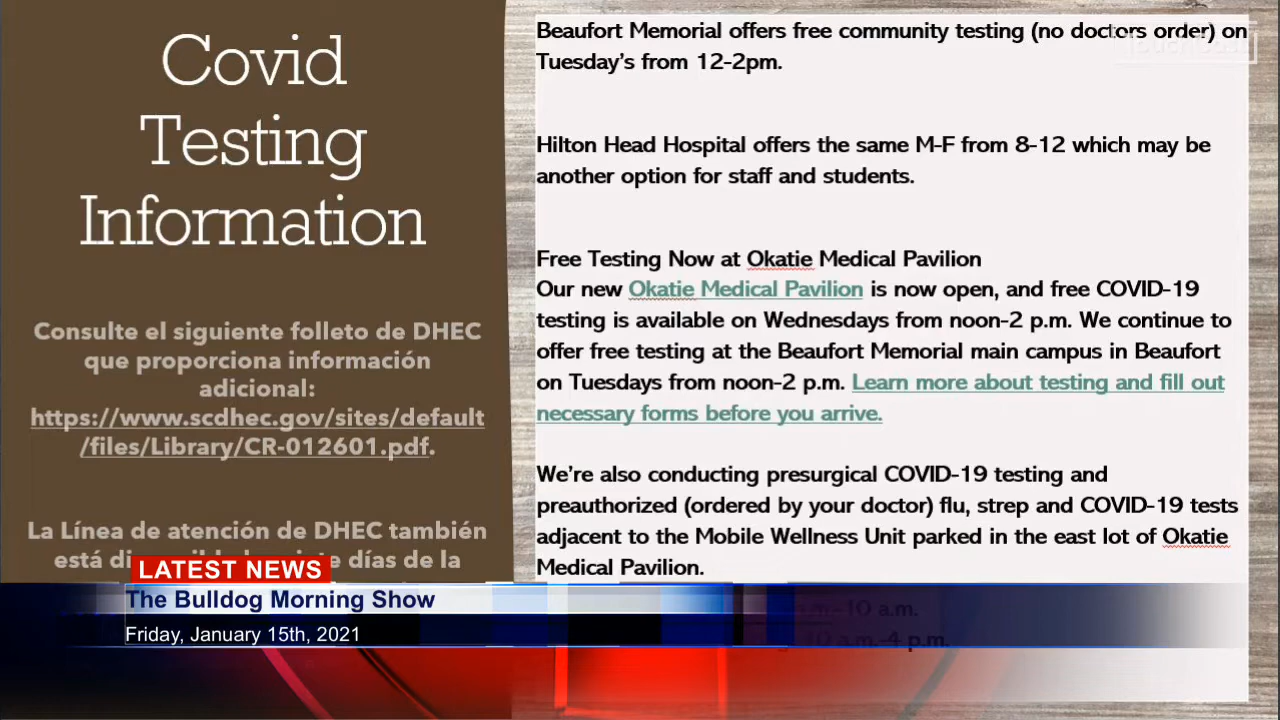 Covid
Testing
Information
Consulte el siguiente folleto de DHEC
que proporciona información
adicional:
https://www.scdhec.gov/sites/default
/files/Library/CR-012601.pdf.
La Línea de atención de DHEC también
está días de la
Beaufort Memorial offers free community testing (no doctors order) on
Tuesday's from 12-2pm.
Hilton Head Hospital offers the same M-F from 8-12 which may be
another option for staff and students.
Free Testing Now at Okatie Medical Pavilion
Our new Okatie Medical Pavilion is now open, and free COVID-19
testing is available on Wednesdays from noon-2 p.m. We continue to
offer free testing at the Beaufort Memorial main campus in Beaufort
on Tuesdays from noon-2 p.m. Learn more about testing and fill out
necessary forms before you arrive.
We're also conducting presurgical COVID-19 testing and
preauthorized (ordered by your doctor) flu, strep and COVID-19 tests
adjacent to the Mobile Wellness Unit parked in the east lot of Okatie
Medical Pavilion.
-10 a.m.
10 a.m.-4 p.m.
LATEST NEWS
The Bulldog Morning Show
Friday, January 15th, 2021